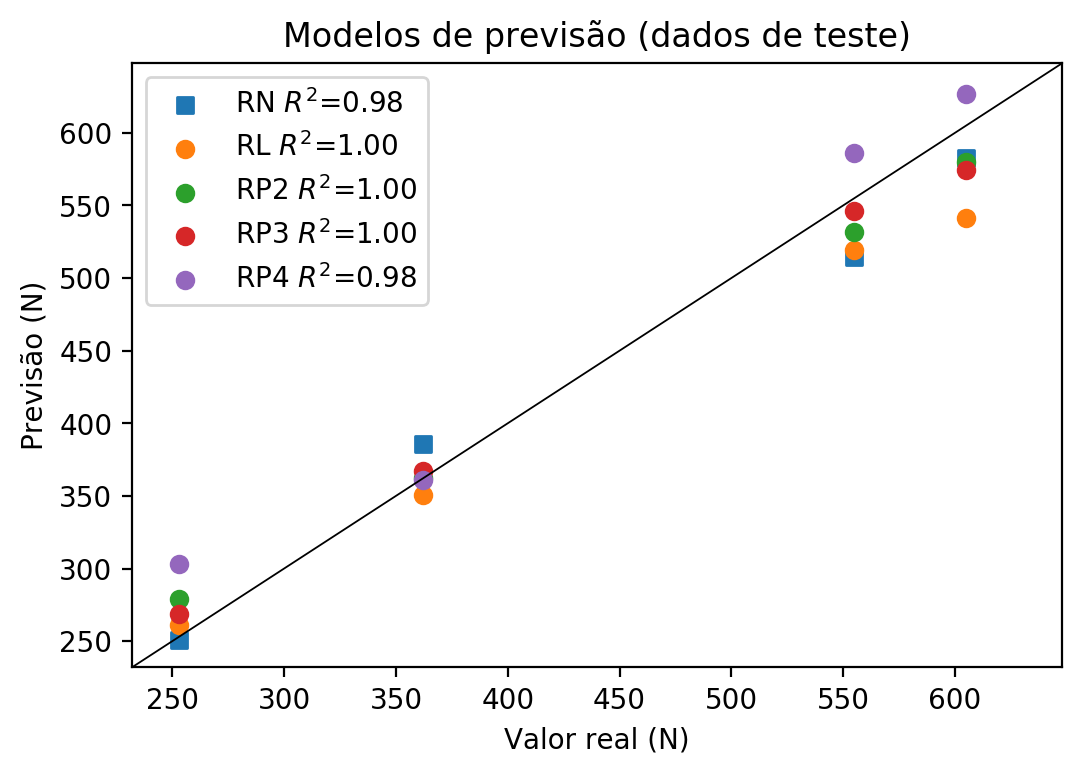 Modelos de previsão (dados de teste)
RN R²=0.98
RL R²=1.00
RP2 R²=1.00
RP3 R²=1.00
RP4 R²=0.98
Previsão (N)
600
550
500
450
400
350
300
250
250 300 350 400 450 500 550 600
Valor real (N)